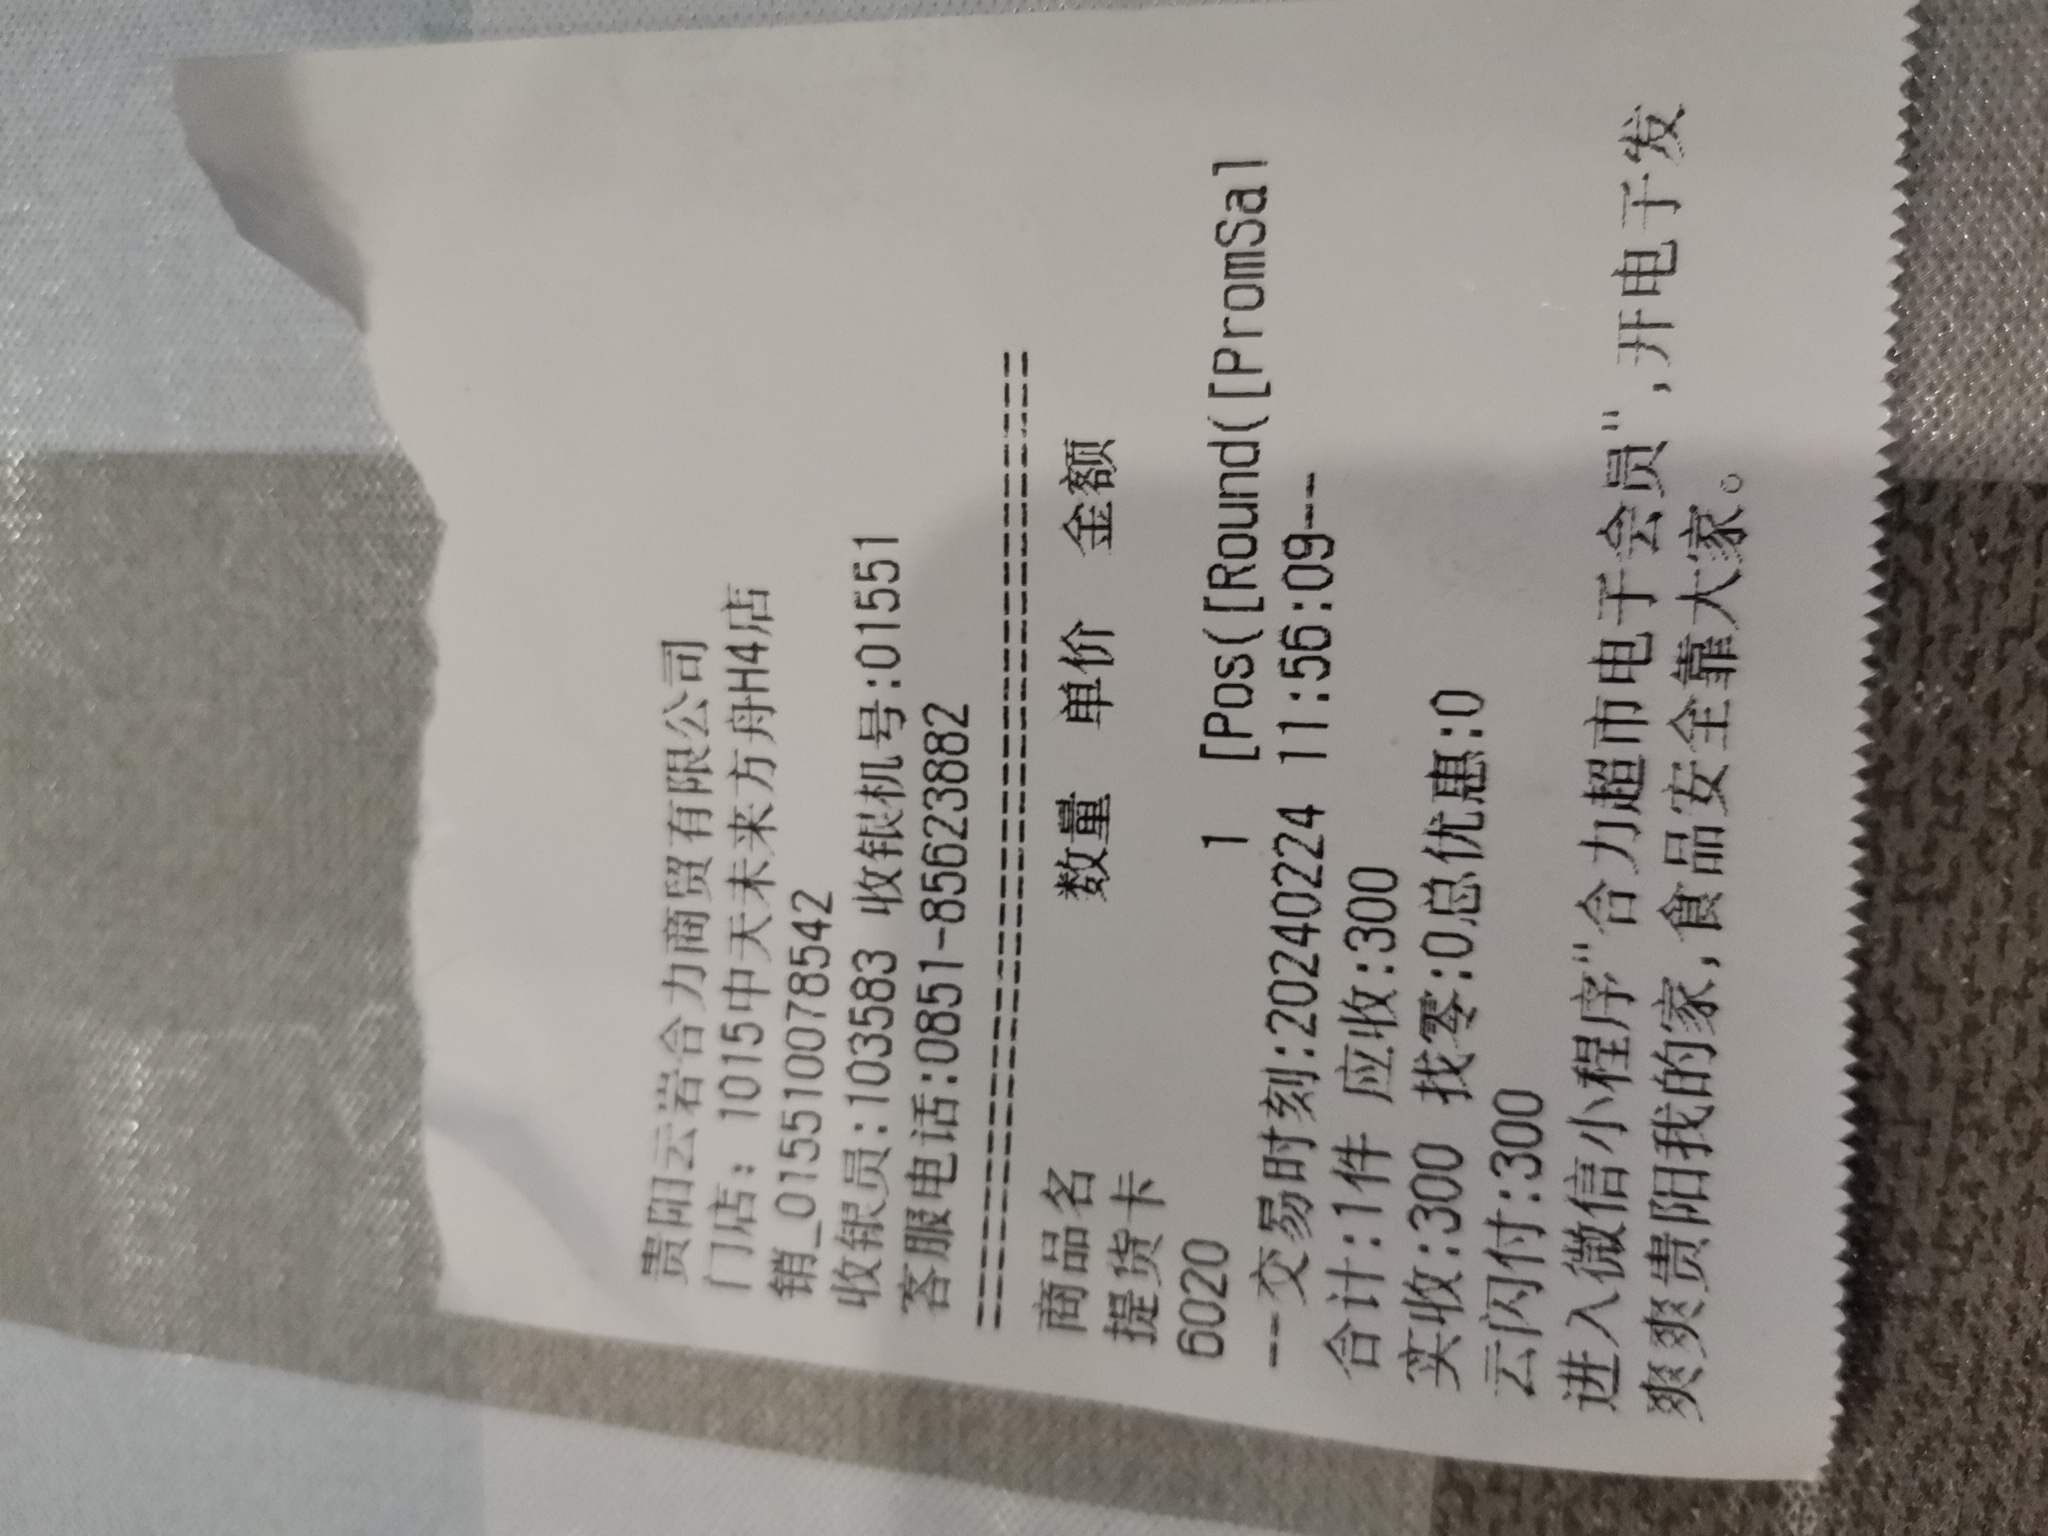 贵阳云岩合力商贸有限公司
门店: 1015中天未来方舟H4店
销_015510078542
收银员:103583 收银机号:01551
客服电话:0851-85623882
==========================================
商品名 数量 单价 金额
提货卡
6020 1 [Pos([Round([PromSal
--交易时刻:20240224 11:56:09--
合计:1件 应收:300
实收:300 找零:0总优惠:0
云闪付:300
进入微信小程序"合力超市电子会员",开电子发
爽爽贵阳我的家,食品安全靠大家。